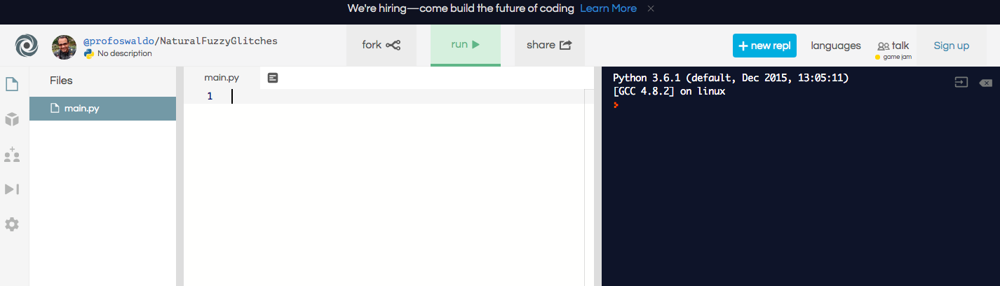 We're hiring—come build the future of coding Learn More ×
@profoswaldo/NaturalFuzzyGlitches
No description
fork
run
share
+ new repl
languages
talk
game jam
Sign up
Files
main.py
main.py
1
Python 3.6.1 (default, Dec 2015, 13:05:11)
[GCC 4.8.2] on linux